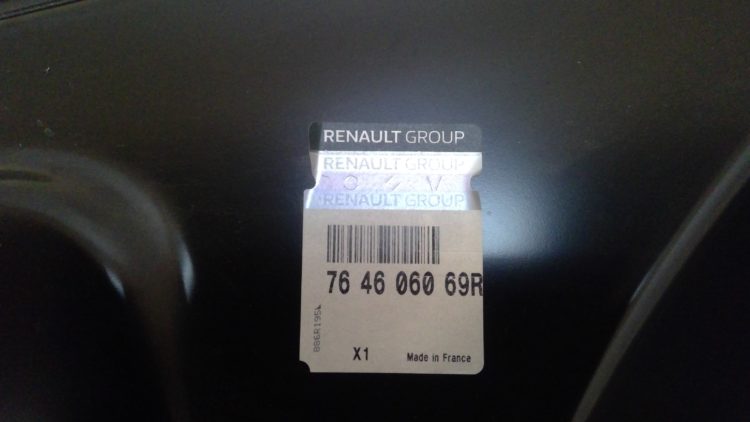 RENAULT GROUP
RENAULT GROUP
RENAULT GROUP
76 46 060 69R
X1
Made in France